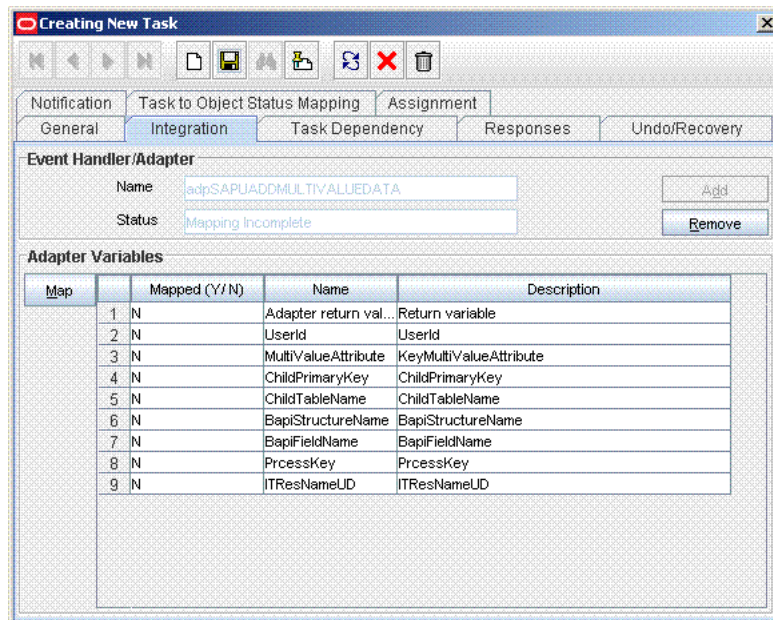 Creating New Task
Notification Task to Object Status Mapping Assignment
General Integration Task Dependency Responses Undo/Recovery
Event Handler/Adapter
Name adpSAPUADDMULTIVALUEDATA Add
Status Mapping Incomplete Remove
Adapter Variables
Map Mapped (Y/N) Name Description
1 N Adapter return val... Return variable
2 N UserId UserId
3 N MultiValueAttribute KeyMultiValueAttribute
4 N ChildPrimaryKey ChildPrimaryKey
5 N ChildTableName ChildTableName
6 N BapiStructureName BapiStructureName
7 N BapiFieldName BapiFieldName
8 N PrcessKey PrcessKey
9 N ITResNameUD ITResNameUD